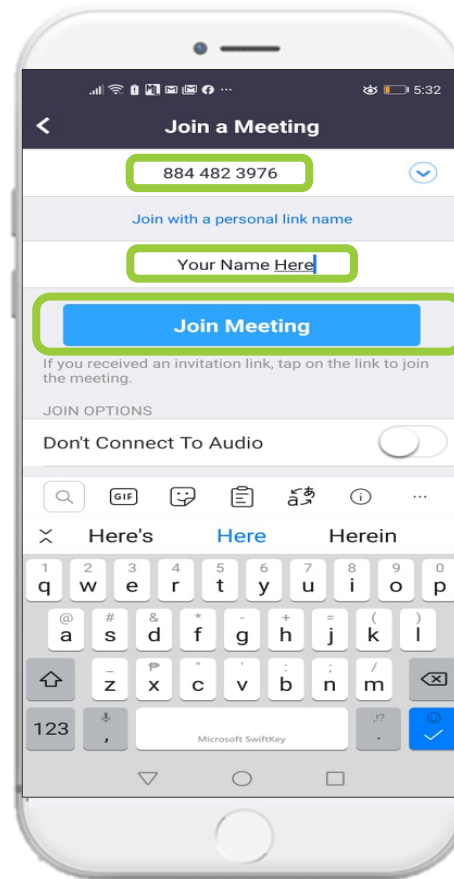 5:32
Join a Meeting
884 482 3976
Join with a personal link name
Your Name Here
Join Meeting
If you received an invitation link, tap on the link to join
the meeting.
JOIN OPTIONS
Don't Connect To Audio
GIF
Here's Here Herein
1 2 3 4 5 6 7 8 9 0
q w e r t y u i o p
@ # & * - + = ( )
a s d f g h j k l
_ ₱ " ' : ; /
z x c v b n m
123 , Microsoft SwiftKey ,!? .